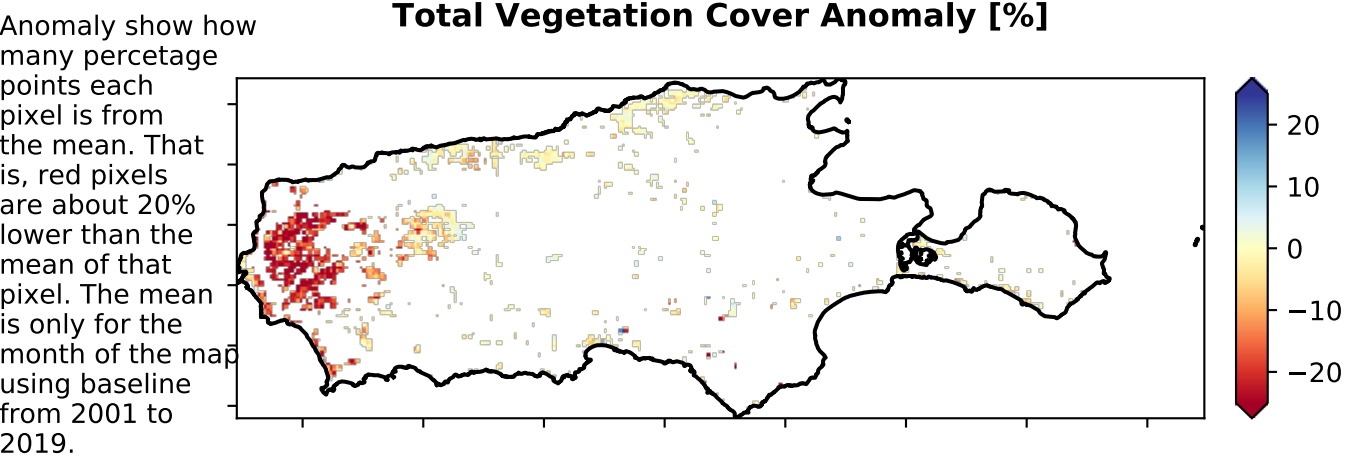 Total Vegetation Cover Anomaly [%]
Anomaly show how
many percetage
points each
pixel is from
the mean. That
is, red pixels
are about 20%
lower than the
mean of that
pixel. The mean
is only for the
month of the map
using baseline
from 2001 to
2019.
20
10
0
−10
−20